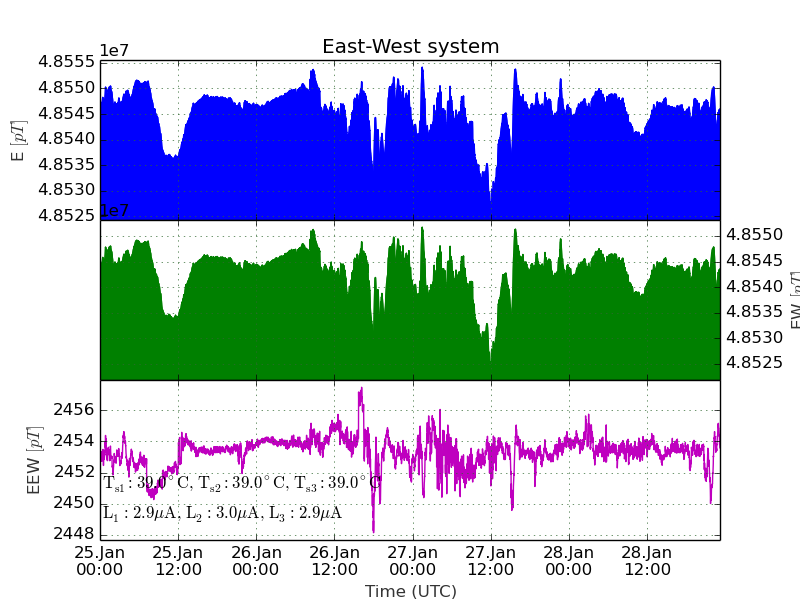 East-West system
1e7
4.8555
4.8550
4.8545
4.8540
4.8535
4.8530
4.8525
E [pT]
1e7
4.8550
4.8545
4.8540
4.8535
4.8530
4.8525
EW [pT]
2456
2454
2452
2450
2448
EEW [pT]
T_s1 : 39.0°C, T_s2 : 39.0°C, T_s3 : 39.0°C
L_1 : 2.9μA, L_2 : 3.0μA, L_3 : 2.9μA
25.Jan 25.Jan 26.Jan 26.Jan 27.Jan 27.Jan 28.Jan 28.Jan
00:00 12:00 00:00 12:00 00:00 12:00 00:00 12:00
Time (UTC)